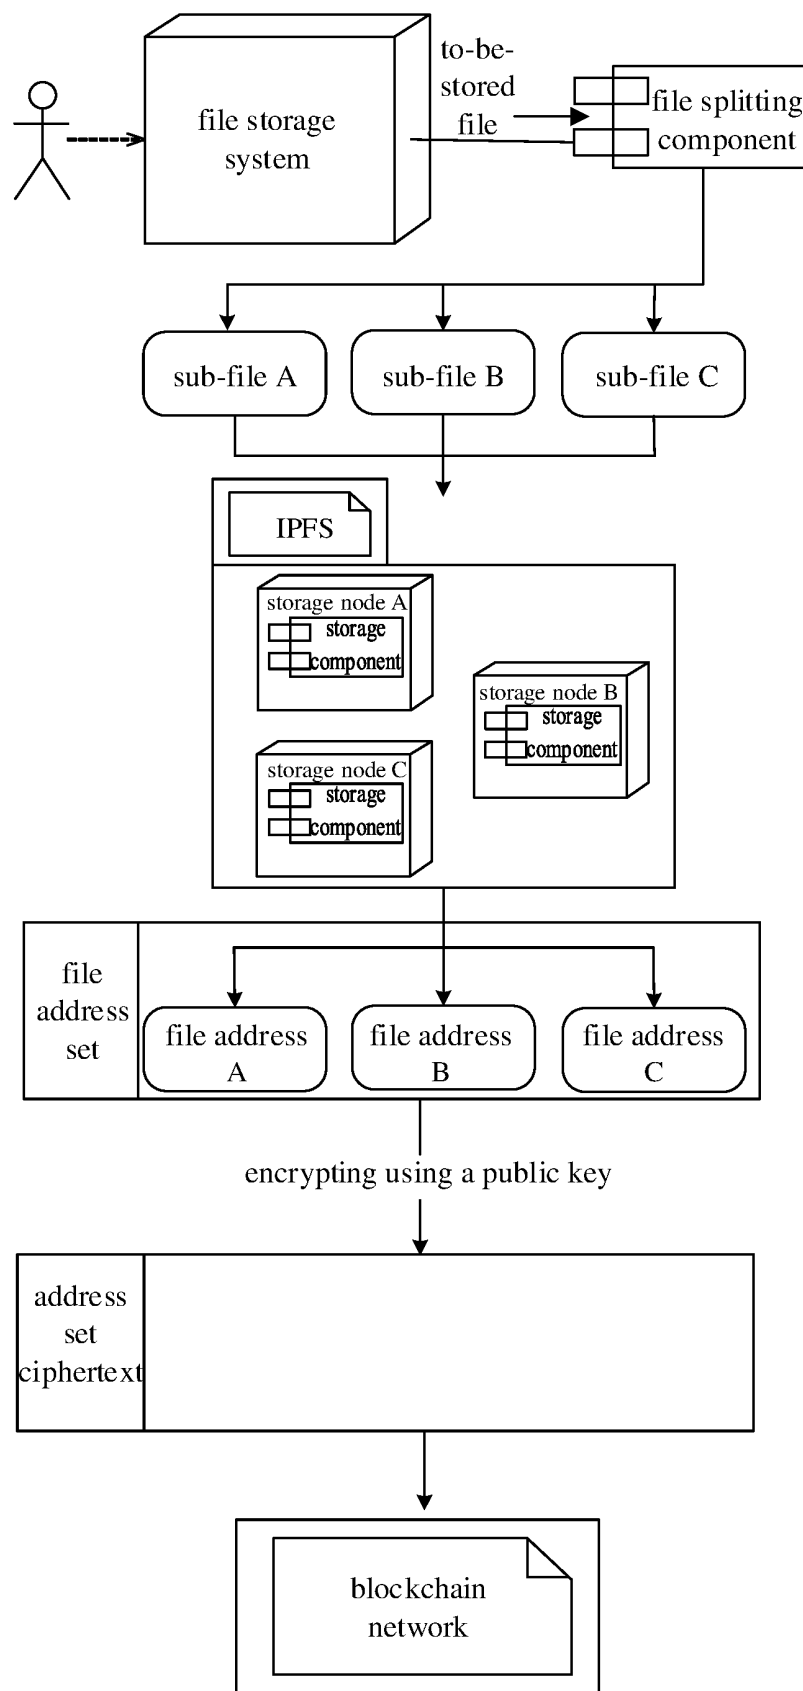 to-be-
stored
file
file storage
system
file splitting
component
sub-file A
sub-file B
sub-file C
IPFS
storage node A
storage
component
storage node B
storage
component
storage node C
storage
component
file
address
set
file address
A
file address
B
file address
C
encrypting using a public key
address
set
ciphertext
blockchain
network